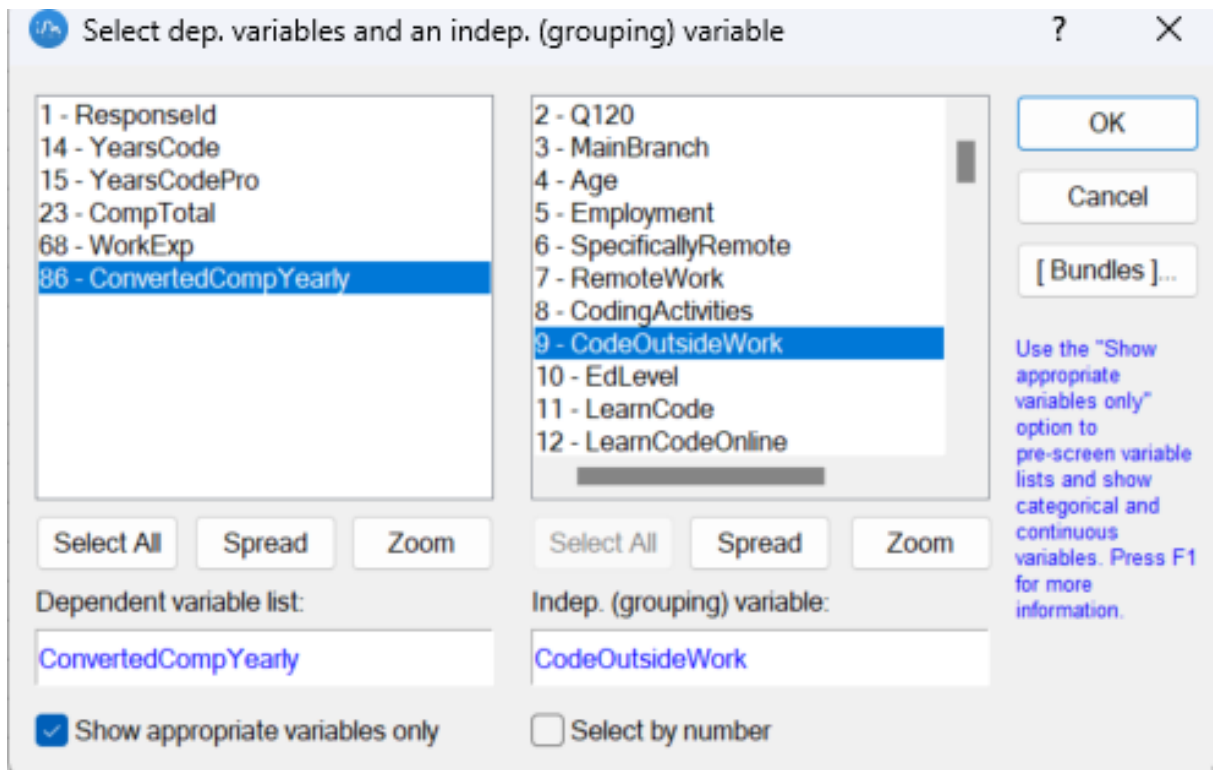 Select dep. variables and an indep. (grouping) variable
?
1 - ResponseId
14 - YearsCode
15 - YearsCodePro
23 - CompTotal
68 - WorkExp
86 - ConvertedCompYearly
2 - Q120
3 - MainBranch
4 - Age
5 - Employment
6 - SpecificallyRemote
7 - RemoteWork
8 - CodingActivities
9 - CodeOutsideWork
10 - EdLevel
11 - LearnCode
12 - LearnCodeOnline
OK
Cancel
[ Bundles ]...
Use the "Show
appropriate
variables only"
option to
pre-screen variable
lists and show
categorical and
continuous
variables. Press F1
for more
information.
Select All
Spread
Zoom
Select All
Spread
Zoom
Dependent variable list:
Indep. (grouping) variable:
ConvertedCompYearly
CodeOutsideWork
Show appropriate variables only
Select by number